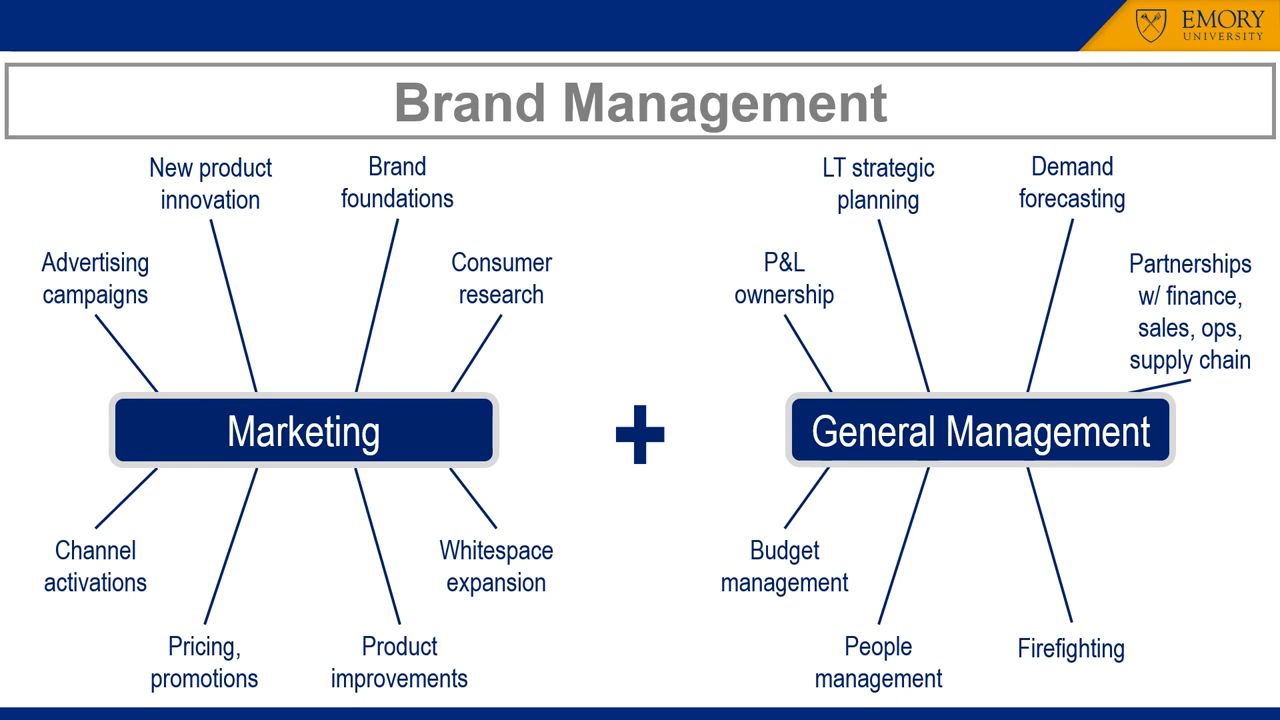 EMORY
UNIVERSITY
Brand Management
New product
innovation
Brand
foundations
Advertising
campaigns
Consumer
research
Marketing
Channel
activations
Whitespace
expansion
Pricing,
promotions
Product
improvements
+
LT strategic
planning
Demand
forecasting
P&L
ownership
Partnerships
w/ finance,
sales, ops,
supply chain
General Management
Budget
management
People
management
Firefighting